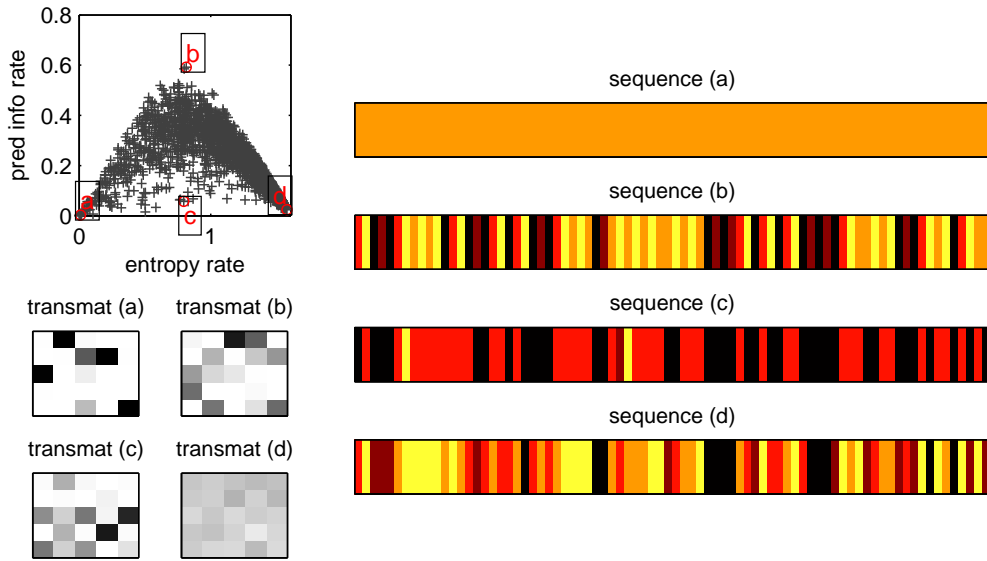 0.8
0.6
0.4
0.2
0
0
1
pred info rate
entropy rate
a
b
c
d
sequence (a)
sequence (b)
sequence (c)
sequence (d)
transmat (a)
transmat (b)
transmat (c)
transmat (d)